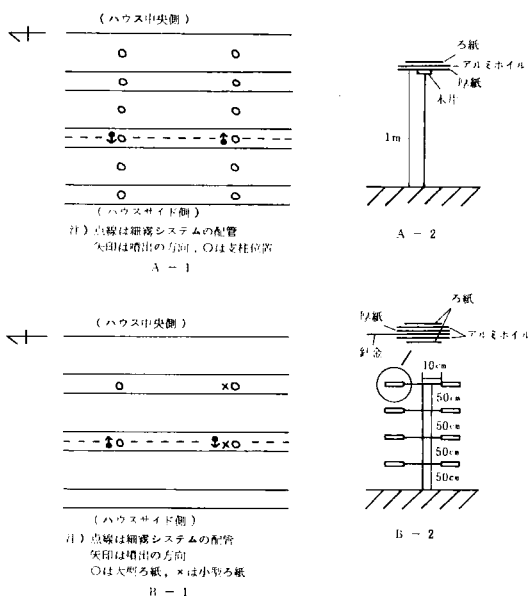 (ハウス中央側)
(ハウスサイド側)
注) 点線は細霧システムの配管
矢印は噴出の方向,○は支柱位置
A-1
ろ紙
アルミホイル
厚紙
木片
1m
A-2
(ハウス中央側)
(ハウスサイド側)
注) 点線は細霧システムの配管
矢印は噴出の方向
○は大型ろ紙,×は小型ろ紙
B-1
ろ紙
厚紙
アルミホイル
針金
10cm
50cm
50cm
50cm
50cm
B-2